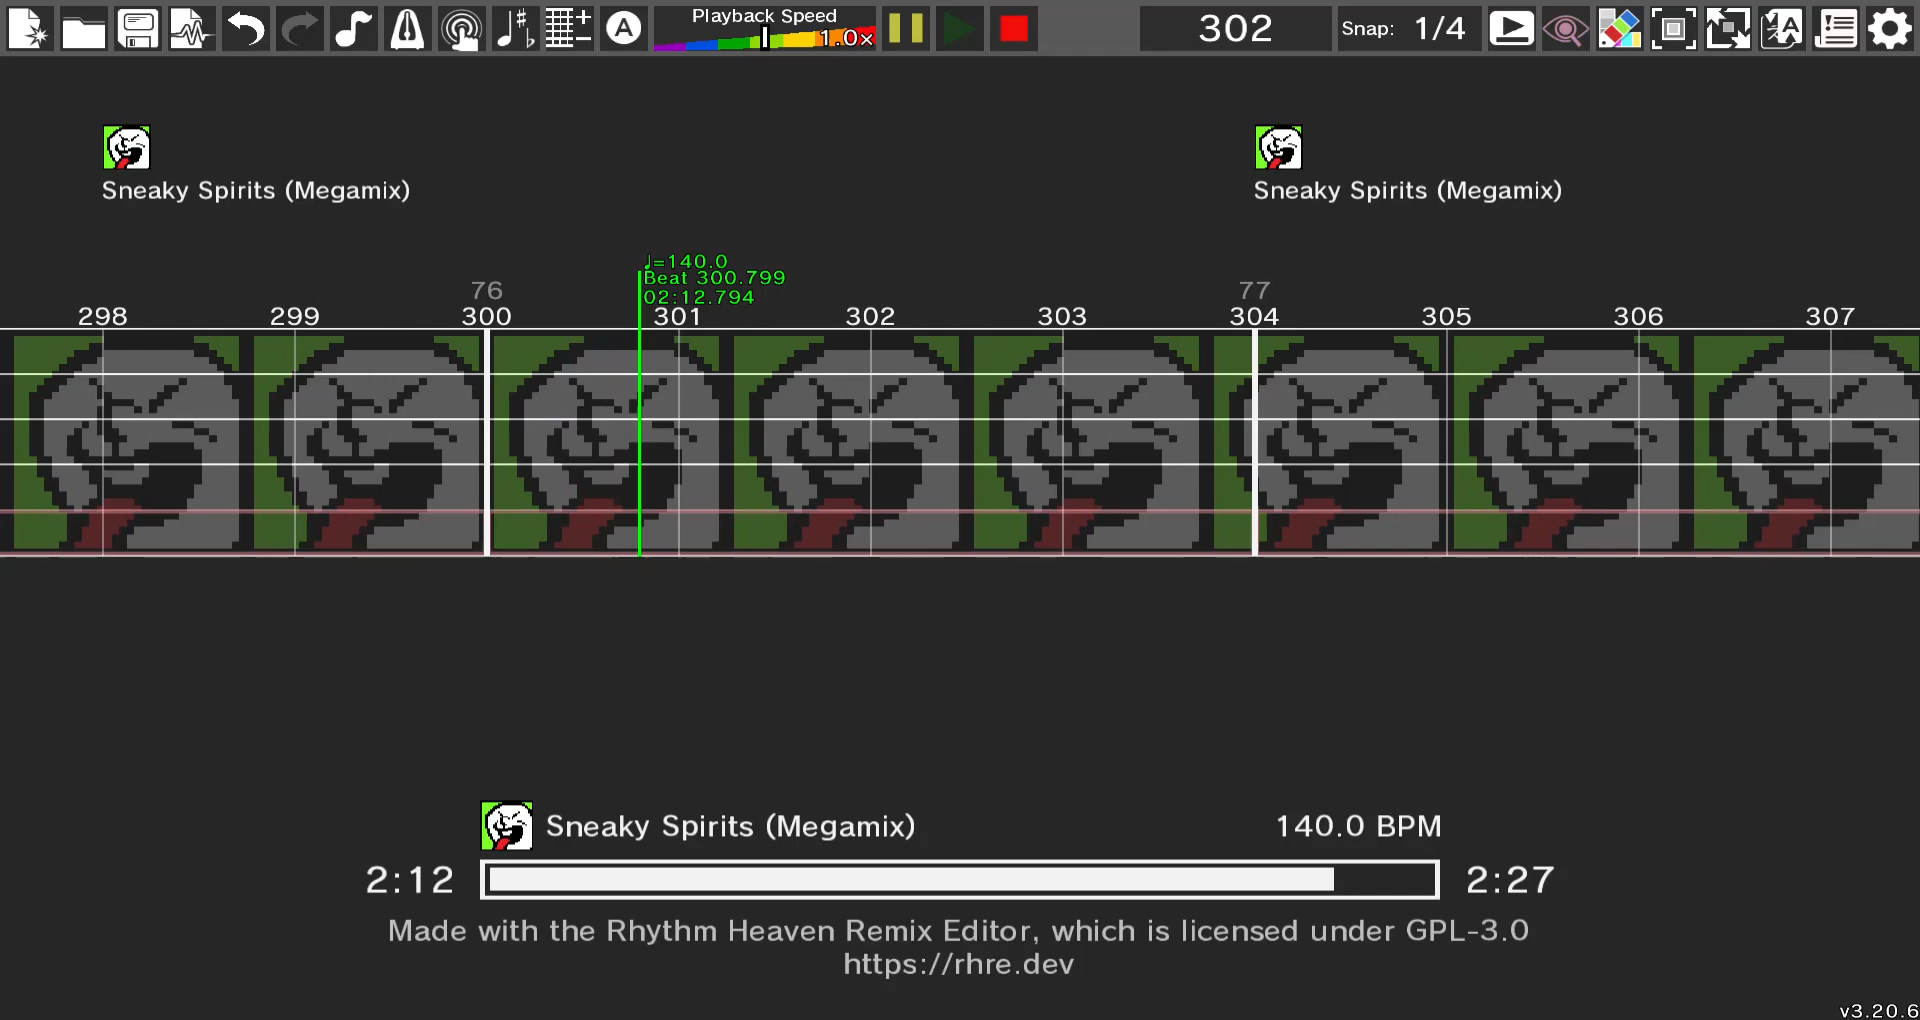 Playback Speed
1.0x
302
Snap: 1/4
A
A
Sneaky Spirits (Megamix)
Sneaky Spirits (Megamix)
♩=140.0
Beat 300.799
02:12.794
76
77
298 299 300 301 302 303 304 305 306 307
Sneaky Spirits (Megamix) 140.0 BPM
2:12 2:27
Made with the Rhythm Heaven Remix Editor, which is licensed under GPL-3.0
https://rhre.dev
v3.20.6